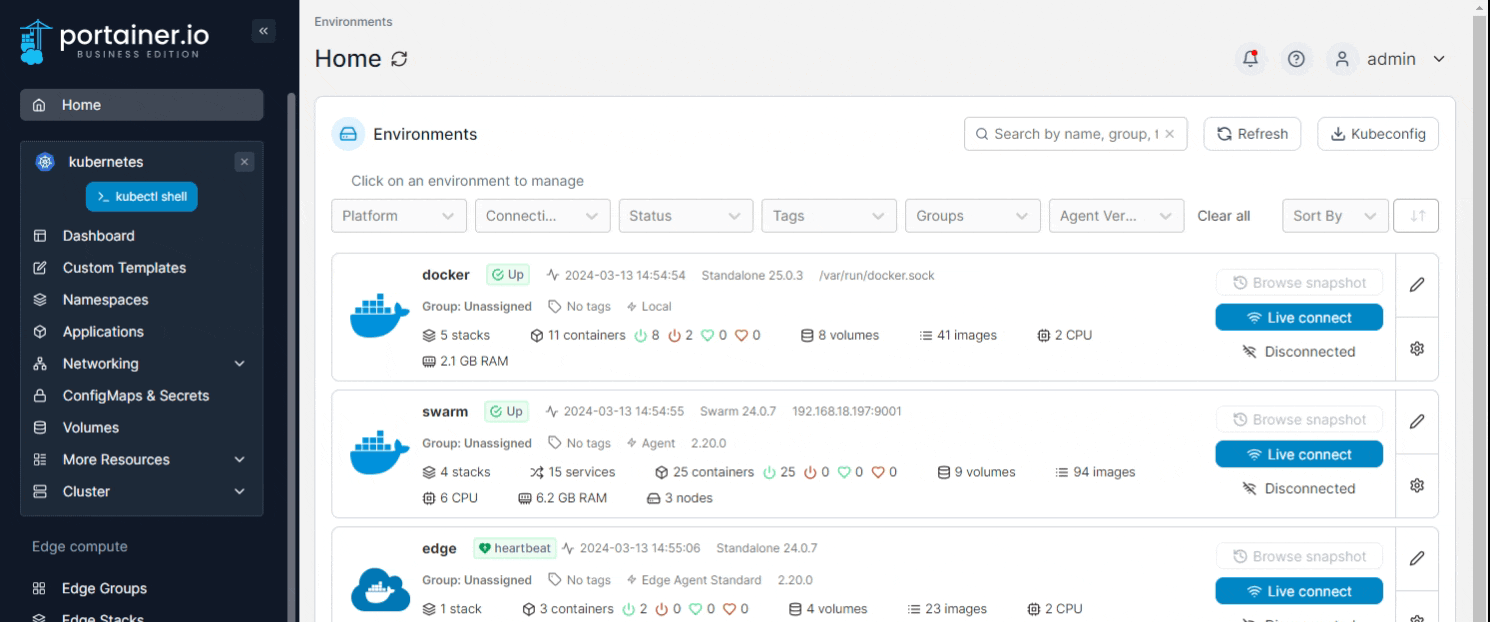 portainer.io
BUSINESS EDITION
«
Home
kubernetes
>_ kubectl shell
Dashboard
Custom Templates
Namespaces
Applications
Networking
ConfigMaps & Secrets
Volumes
More Resources
Cluster
Edge compute
Edge Groups
Edge Stacks
Environments
Home
admin
Environments
Search by name, group, t
Refresh
Kubeconfig
Click on an environment to manage
Platform Connecti... Status Tags Groups Agent Ver... Clear all Sort By
docker Up 2024-03-13 14:54:54 Standalone 25.0.3 /var/run/docker.sock
Group: Unassigned No tags Local
5 stacks 11 containers 8 2 0 0 8 volumes 41 images 2 CPU
2.1 GB RAM
Browse snapshot
Live connect
Disconnected
swarm Up 2024-03-13 14:54:55 Swarm 24.0.7 192.168.18.197:9001
Group: Unassigned No tags Agent 2.20.0
4 stacks 15 services 25 containers 25 0 0 0 9 volumes 94 images
6 CPU 6.2 GB RAM 3 nodes
Browse snapshot
Live connect
Disconnected
edge heartbeat 2024-03-13 14:55:06 Standalone 24.0.7
Group: Unassigned No tags Edge Agent Standard 2.20.0
1 stack 3 containers 2 0 0 0 4 volumes 23 images 2 CPU
Browse snapshot
Live connect